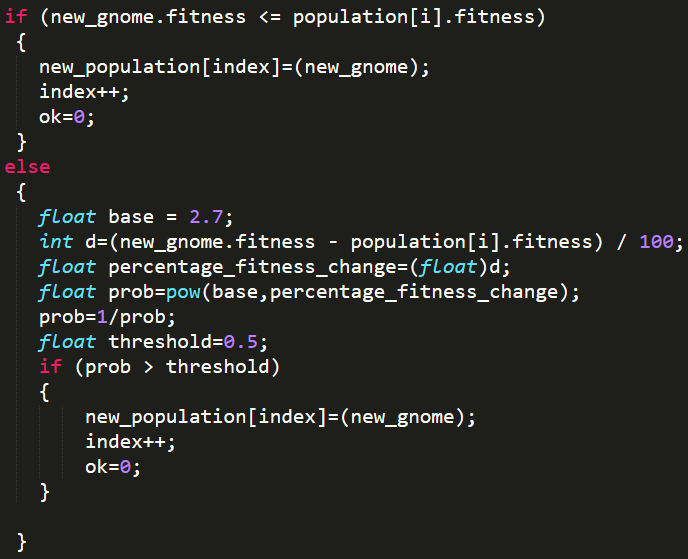 if (new_gnome.fitness <= population[i].fitness)
{
new_population[index]=(new_gnome);
index++;
ok=0;
}
else
{
float base = 2.7;
int d=(new_gnome.fitness - population[i].fitness) / 100;
float percentage_fitness_change=(float)d;
float prob=pow(base,percentage_fitness_change);
prob=1/prob;
float threshold=0.5;
if (prob > threshold)
{
new_population[index]=(new_gnome);
index++;
ok=0;
}
}